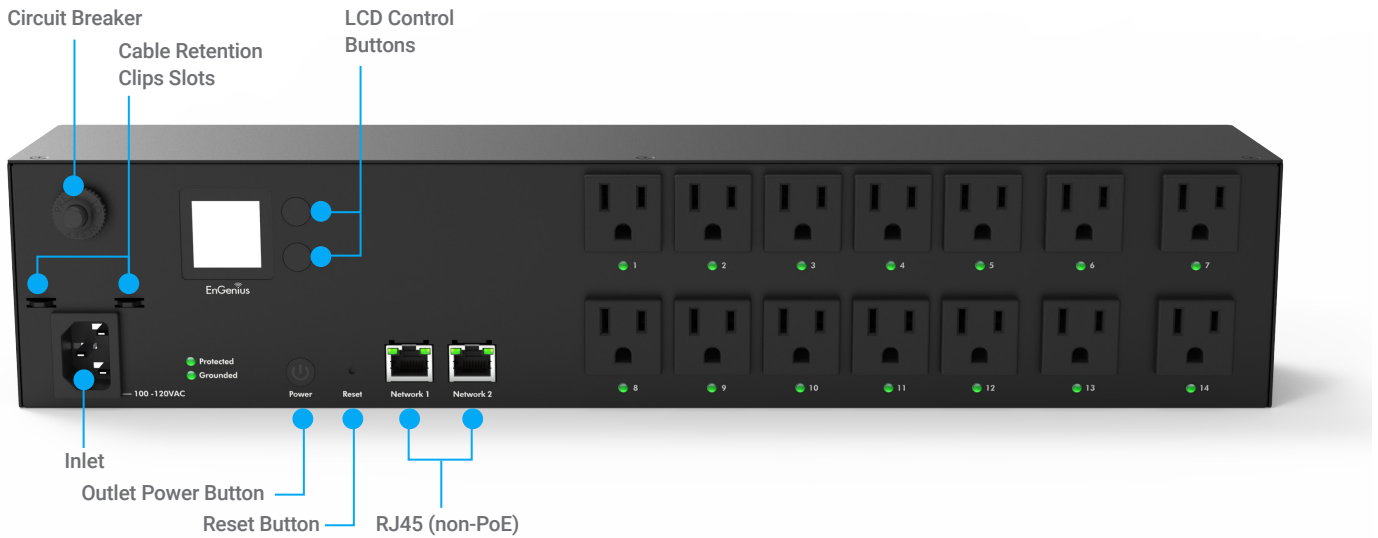 Circuit Breaker
LCD Control
Buttons
Cable Retention
Clips Slots
EnGenius
1
2
3
4
5
6
7
Protected
Grounded
100 -120VAC
Power
Reset
Network 1
Network 2
8
9
10
11
12
13
14
Inlet
Outlet Power Button
Reset Button
RJ45 (non-PoE)